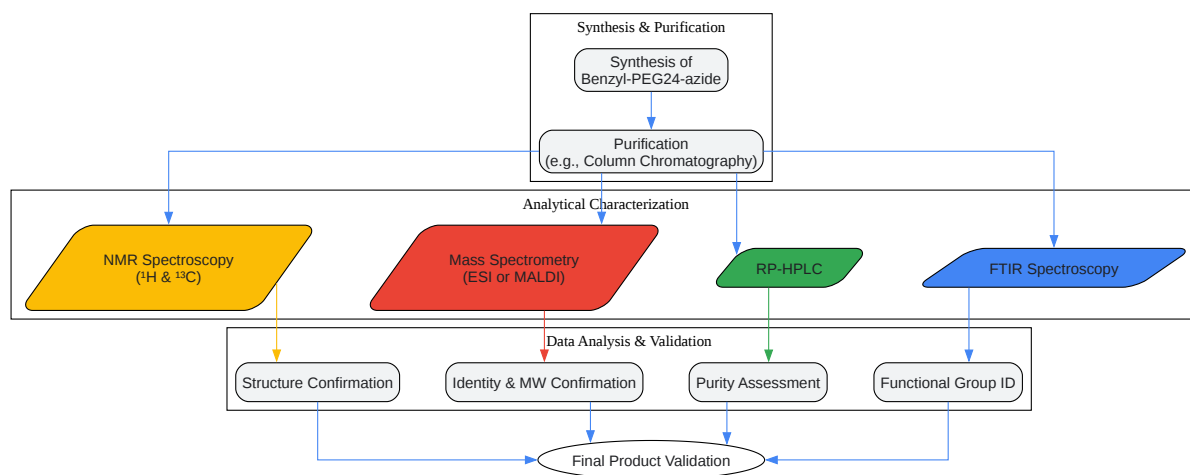 Synthesis & Purification
Synthesis of
Benzyl-PEG24-azide
Purification
(e.g., Column Chromatography)
Analytical Characterization
NMR Spectroscopy
(¹H & ¹³C)
Mass Spectrometry
(ESI or MALDI)
RP-HPLC
FTIR Spectroscopy
Data Analysis & Validation
Structure Confirmation
Identity & MW Confirmation
Purity Assessment
Functional Group ID
Final Product Validation